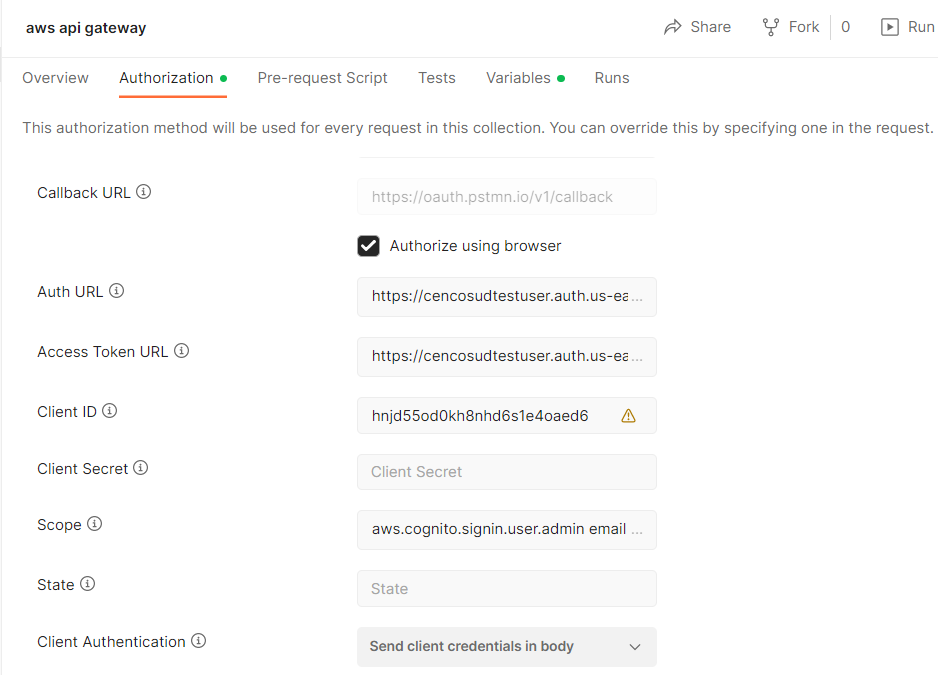 aws api gateway
Share Fork 0 Run
Overview Authorization Pre-request Script Tests Variables Runs
This authorization method will be used for every request in this collection. You can override this by specifying one in the request.
Callback URL https://oauth.pstmn.io/v1/callback
Authorize using browser
Auth URL https://cencosudtestuser.auth.us-ea ...
Access Token URL https://cencosudtestuser.auth.us-ea ...
Client ID hnjd55od0kh8nhd6s1e4oaed6
Client Secret Client Secret
Scope aws.cognito.signin.user.admin email ...
State State
Client Authentication Send client credentials in body